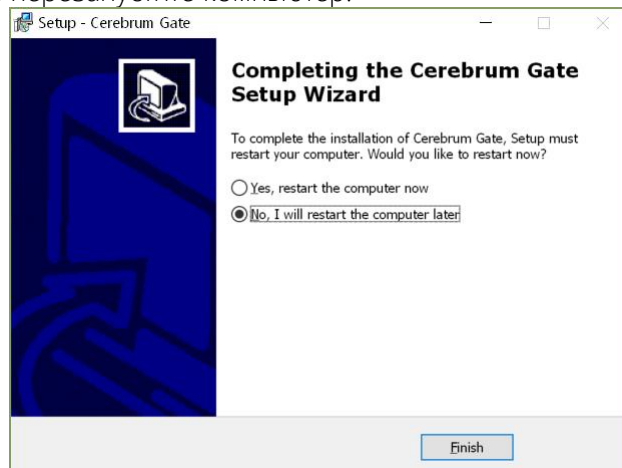 перезапустите компьютер.
Setup - Cerebrum Gate
Completing the Cerebrum Gate
Setup Wizard
To complete the installation of Cerebrum Gate, Setup must
restart your computer. Would you like to restart now?
Yes, restart the computer now
No, I will restart the computer later
Finish